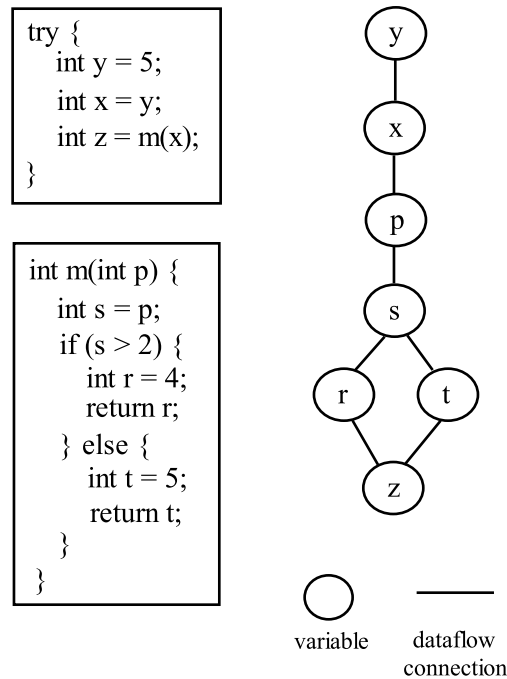 try {
int y = 5;
int x = y;
int z = m(x);
}
int m(int p) {
int s = p;
if (s > 2) {
int r = 4;
return r;
} else {
int t = 5;
return t;
}
}
y
x
p
s
r t
z
variable
dataflow
connection